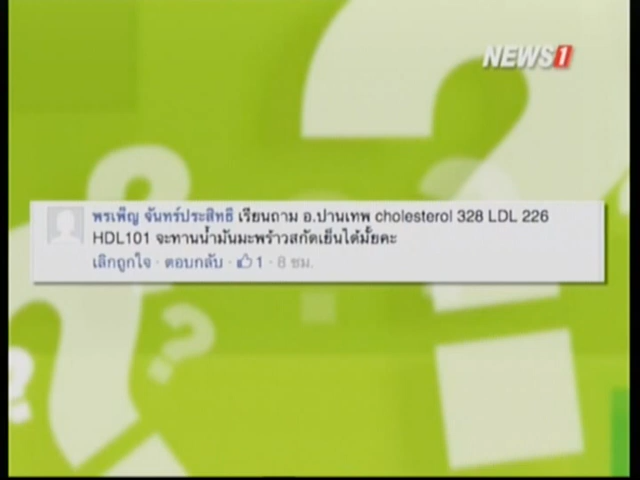 NEWS1
พรเพ็ญ จันทร์ประสิทธิ เรียนถาม อ.ปานเทพ cholesterol 328 LDL 226
HDL101 จะทานน้ำมันมะพร้าวสกัดเย็นได้มั้ยคะ
เลิกถูกใจ · ตอบกลับ · 1 · 8 ชม.